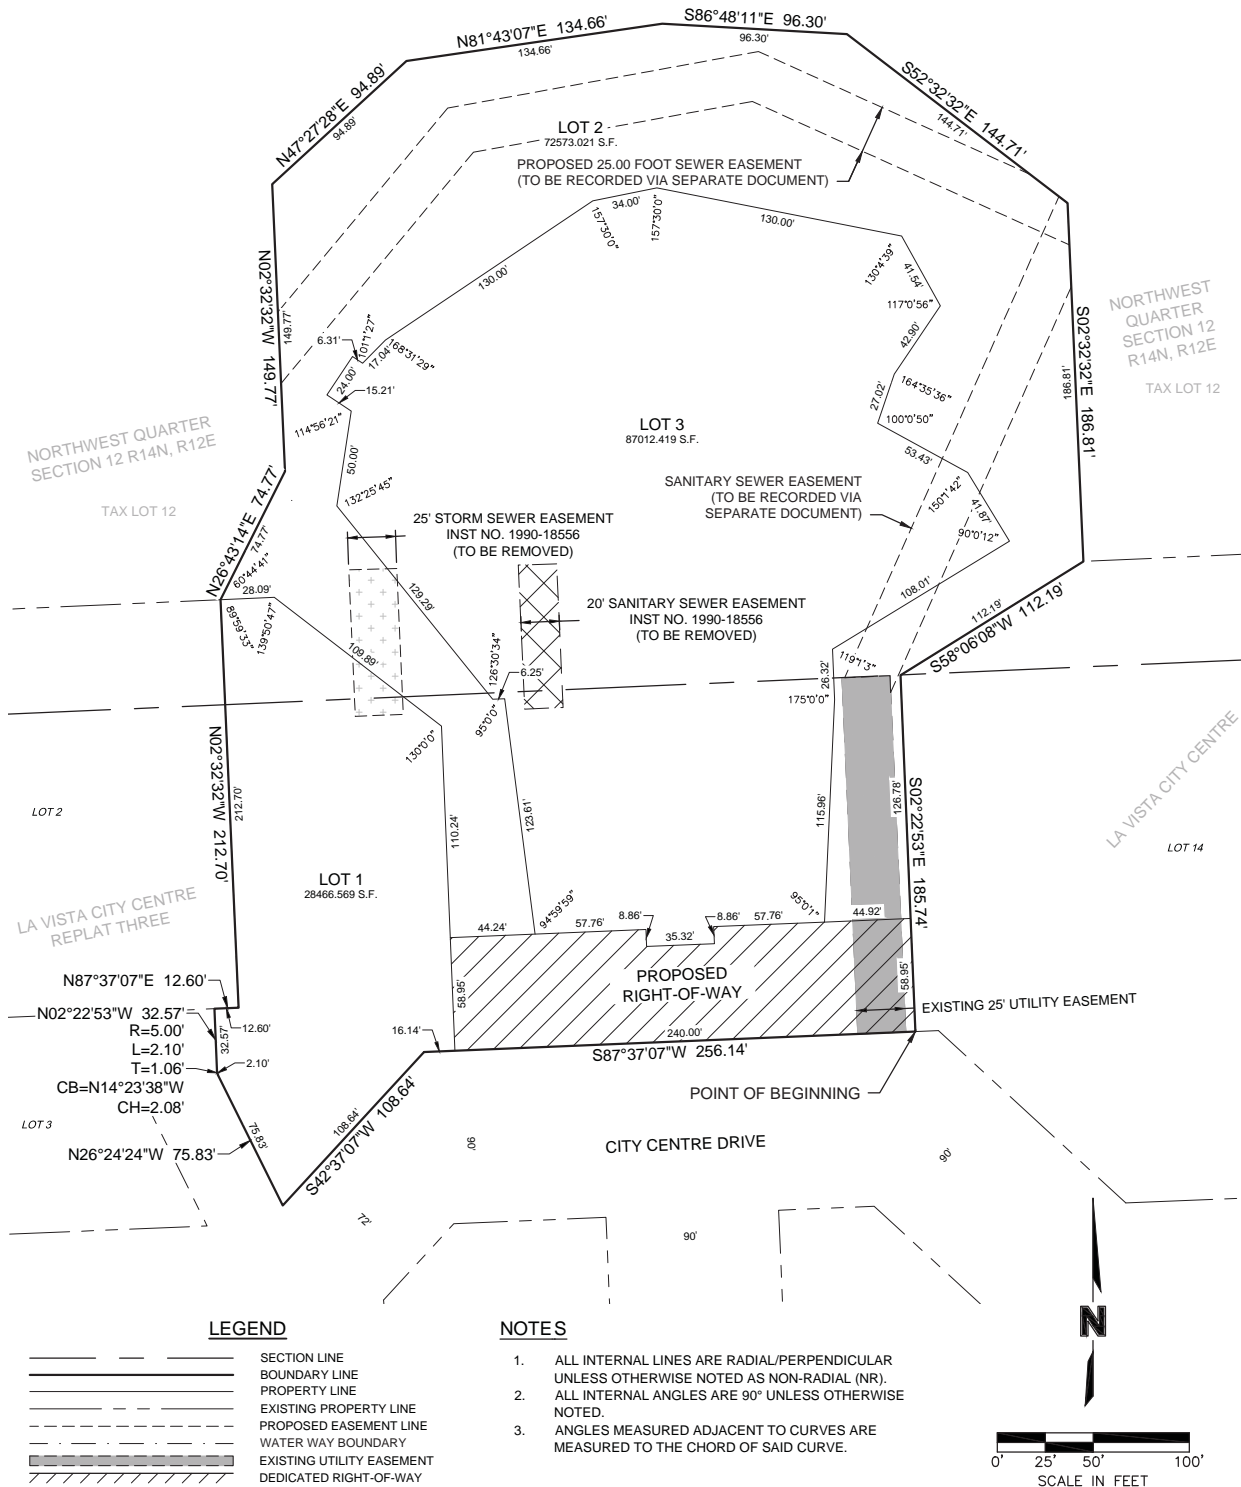 S86°48'11"E 96.30'
96.30'
N81°43'07"E 134.66'
134.66'
N47°27'28"E 94.89'
94.89'
S52°32'32"E 144.71'
144.71'
LOT 2
72573.021 S.F.
PROPOSED 25.00 FOOT SEWER EASEMENT
(TO BE RECORDED VIA SEPARATE DOCUMENT)
34.00'
157°30'0"
157°30'0"
130.00'
130°4'39"
41.54'
117°0'56"
42.90'
130.00'
N02°32'32"W 149.77'
149.77'
6.31'
101°1'27"
17.04'
168°31'29"
24.00'
15.21'
114°56'21"
50.00'
132°25'45"
164°35'36"
27.02'
100°0'50"
53.43'
150°1'42"
41.87'
90°0'12"
S02°32'32"E 186.81'
186.81'
NORTHWEST
QUARTER
SECTION 12
R14N, R12E
TAX LOT 12
NORTHWEST QUARTER
SECTION 12 R14N, R12E
TAX LOT 12
LOT 3
87012.419 S.F.
SANITARY SEWER EASEMENT
(TO BE RECORDED VIA
SEPARATE DOCUMENT)
25' STORM SEWER EASEMENT
INST NO. 1990-18556
(TO BE REMOVED)
20' SANITARY SEWER EASEMENT
INST NO. 1990-18556
(TO BE REMOVED)
N26°43'14"E 74.77'
74.77'
60°44'41"
28.09'
89°59'33"
139°50'47"
109.89'
129.29'
126°30'34"
6.25'
95°0'0"
130°0'0"
108.01'
112.19'
S58°06'08"W 112.19'
119°1'3"
26.32'
175°0'0"
N02°32'32"W 212.70'
212.70'
110.24'
123.61'
115.96'
126.78'
S02°22'53"E 185.74'
LOT 2
LA VISTA CITY CENTRE
REPLAT THREE
LOT 1
28466.569 S.F.
LA VISTA CITY CENTRE
LOT 14
94°59'59"
95°0'1"
44.24'
57.76'
8.86'
35.32'
8.86'
57.76'
44.92'
58.95'
58.95'
PROPOSED
RIGHT-OF-WAY
EXISTING 25' UTILITY EASEMENT
N87°37'07"E 12.60'
N02°22'53"W 32.57'
R=5.00'
L=2.10'
T=1.06'
CB=N14°23'38"W
CH=2.08'
32.57'
12.60'
2.10'
16.14'
240.00'
S87°37'07"W 256.14'
POINT OF BEGINNING
LOT 3
N26°24'24"W 75.83'
75.83'
108.64'
S42°37'07"W 108.64'
CITY CENTRE DRIVE
90'
90'
72'
90'
LEGEND
SECTION LINE
BOUNDARY LINE
PROPERTY LINE
EXISTING PROPERTY LINE
PROPOSED EASEMENT LINE
WATER WAY BOUNDARY
EXISTING UTILITY EASEMENT
DEDICATED RIGHT-OF-WAY
NOTES
1. ALL INTERNAL LINES ARE RADIAL/PERPENDICULAR
UNLESS OTHERWISE NOTED AS NON-RADIAL (NR).
2. ALL INTERNAL ANGLES ARE 90° UNLESS OTHERWISE
NOTED.
3. ANGLES MEASURED ADJACENT TO CURVES ARE
MEASURED TO THE CHORD OF SAID CURVE.
N
0' 25' 50' 100'
SCALE IN FEET